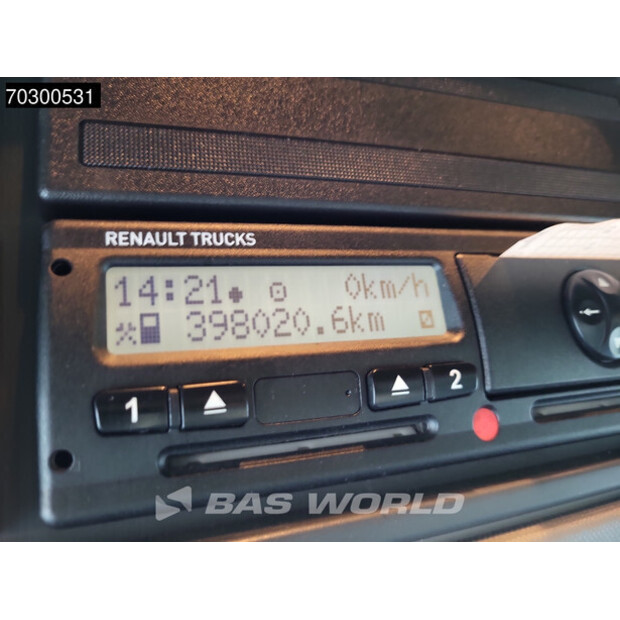 70300531
RENAULT TRUCKS
14:21 0km/h
398020.6km
1 2
BAS WORLD